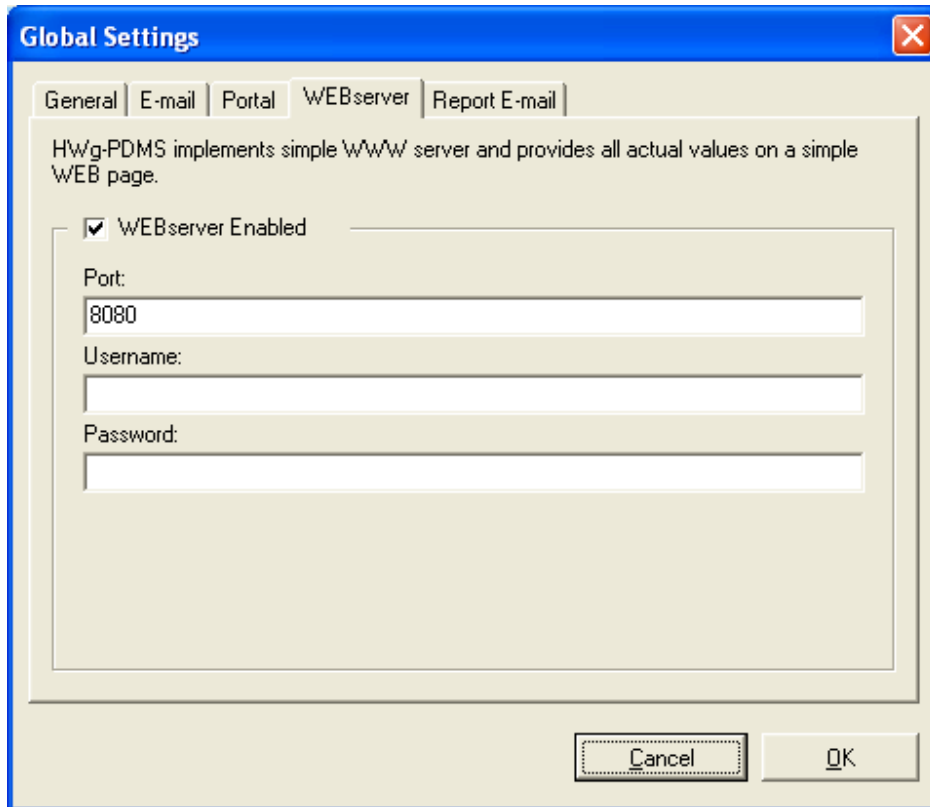 Global Settings
General E-mail Portal WEBserver Report E-mail
HWg-PDMS implements simple WWW server and provides all actual values on a simple
WEB page.
WEBserver Enabled
Port:
8080
Username:
Password:
Cancel OK